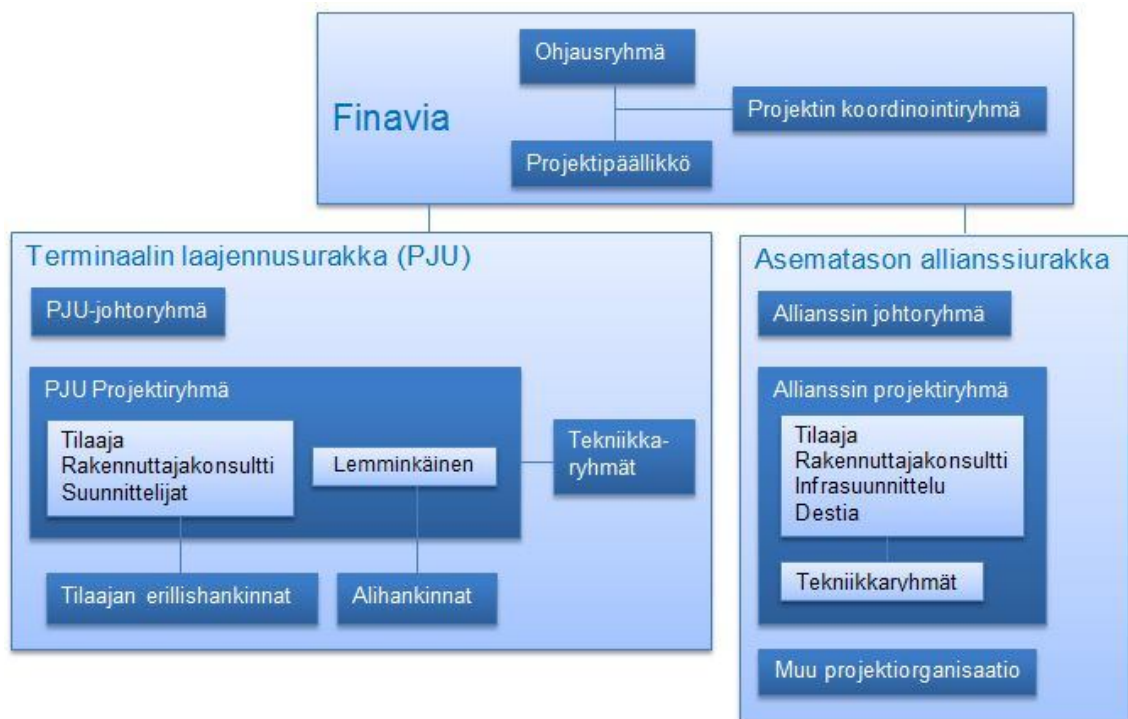 Ohjausryhmä
Finavia
Projektin koordinointiryhmä
Projektipäällikkö
Terminaalin laajennusurakka (PJU)
PJU-johtoryhmä
PJU Projektiryhmä
Tilaaja
Rakennuttajakonsultti
Suunnittelijat
Lemminkäinen
Tekniikka-
ryhmät
Tilaajan erillishankinnat
Alihankinnat
Asematason allianssiurakka
Allianssin johtoryhmä
Allianssin projektiryhmä
Tilaaja
Rakennuttajakonsultti
Infrasuunnittelu
Destia
Tekniikkaryhmät
Muu projektiorganisaatio